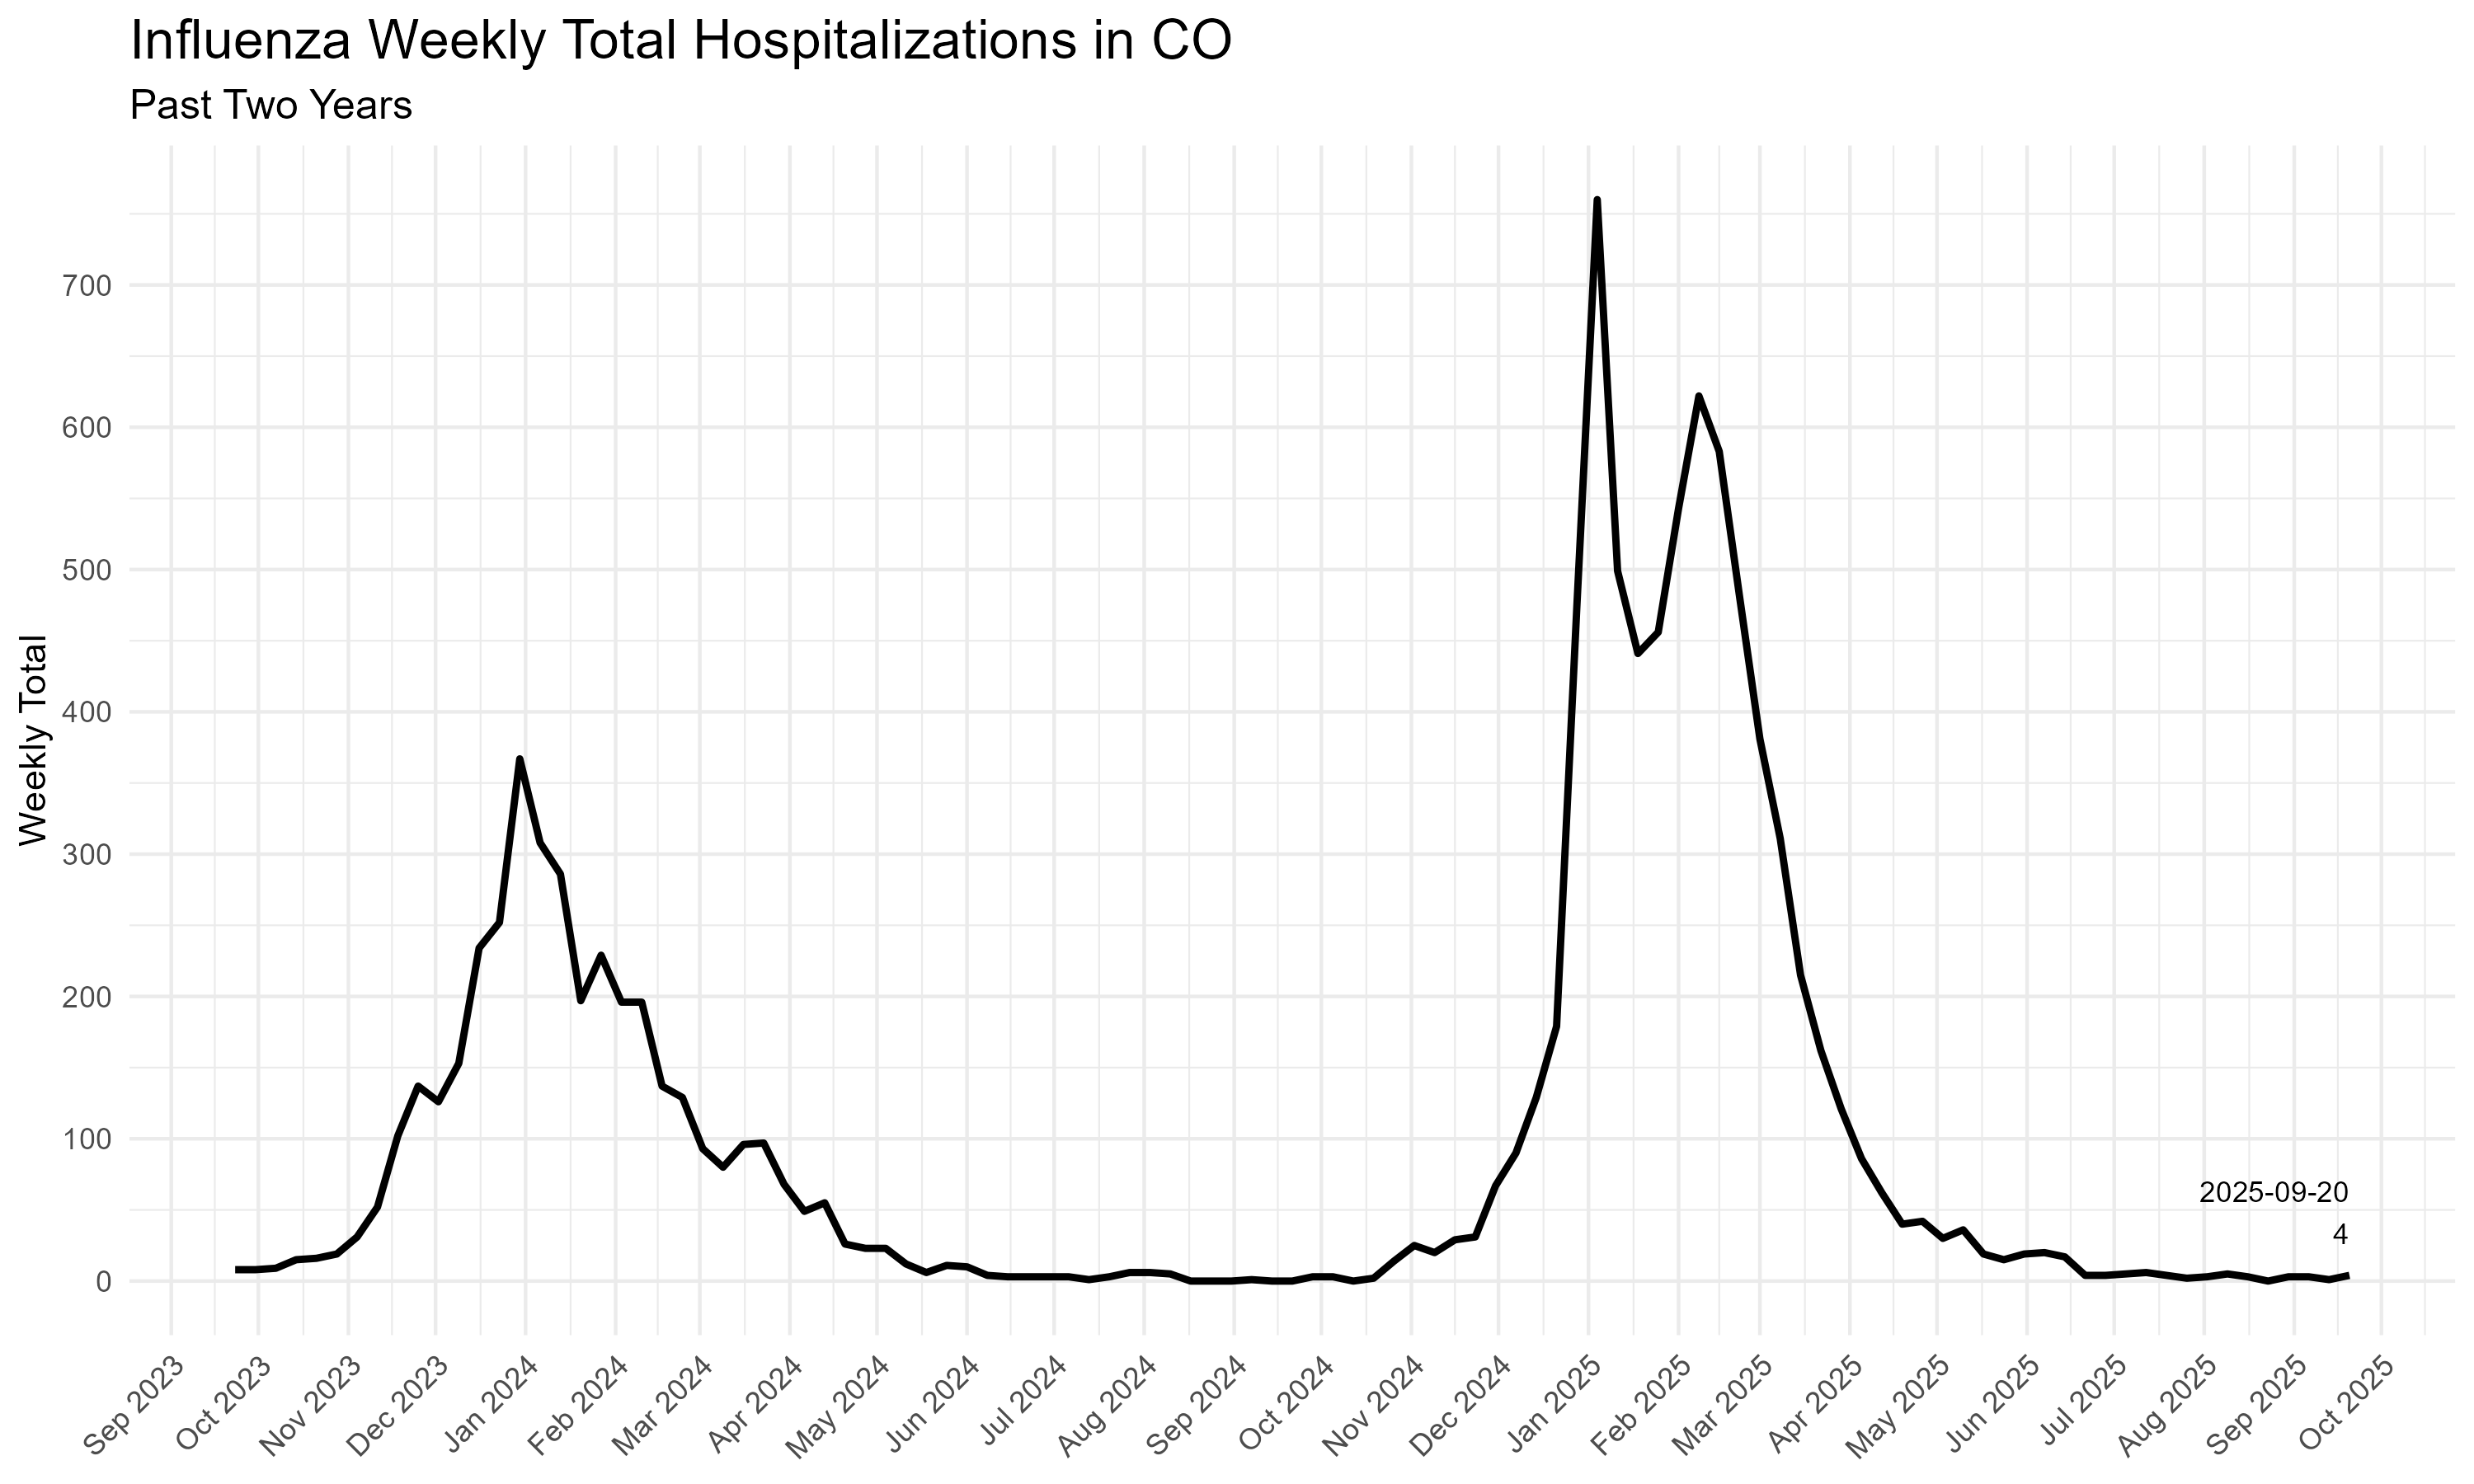 Influenza Weekly Total Hospitalizations in CO
Past Two Years
Weekly Total
700
600
500
400
300
200
100
0
2025-09-20
4
Sep 2023
Oct 2023
Nov 2023
Dec 2023
Jan 2024
Feb 2024
Mar 2024
Apr 2024
May 2024
Jun 2024
Jul 2024
Aug 2024
Sep 2024
Oct 2024
Nov 2024
Dec 2024
Jan 2025
Feb 2025
Mar 2025
Apr 2025
May 2025
Jun 2025
Jul 2025
Aug 2025
Sep 2025
Oct 2025